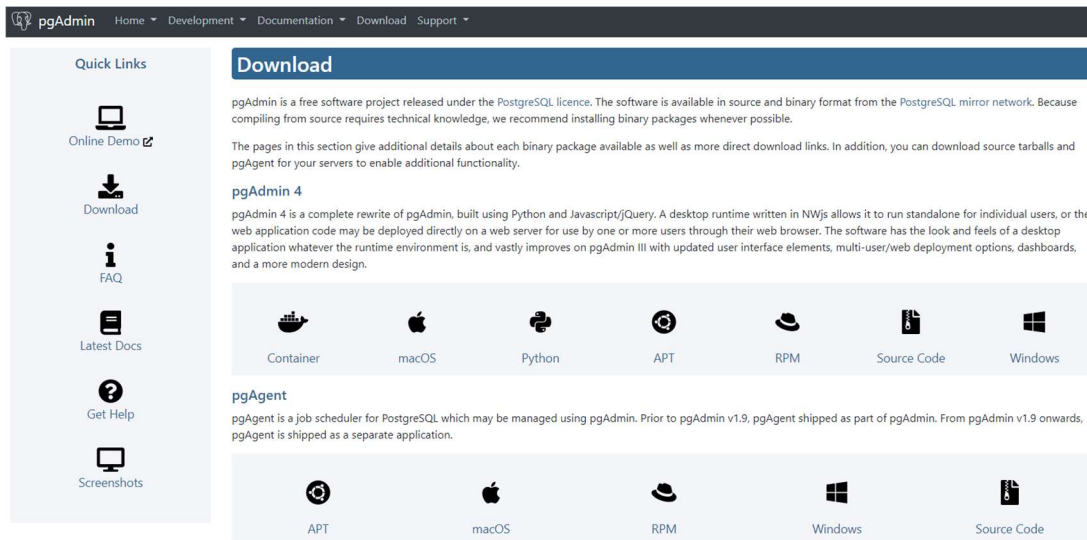 pgAdmin Home Development Documentation Download Support
Quick Links
Online Demo
Download
FAQ
Latest Docs
Get Help
Screenshots
Download
pgAdmin is a free software project released under the PostgreSQL licence. The software is available in source and binary format from the PostgreSQL mirror network. Because
compiling from source requires technical knowledge, we recommend installing binary packages whenever possible.
The pages in this section give additional details about each binary package available as well as more direct download links. In addition, you can download source tarballs and
pgAgent for your servers to enable additional functionality.
pgAdmin 4
pgAdmin 4 is a complete rewrite of pgAdmin, built using Python and Javascript/jQuery. A desktop runtime written in NWjs allows it to run standalone for individual users, or the
web application code may be deployed directly on a web server for use by one or more users through their web browser. The software has the look and feels of a desktop
application whatever the runtime environment is, and vastly improves on pgAdmin III with updated user interface elements, multi-user/web deployment options, dashboards,
and a more modern design.
Container macOS Python APT RPM Source Code Windows
pgAgent
pgAgent is a job scheduler for PostgreSQL which may be managed using pgAdmin. Prior to pgAdmin v1.9, pgAgent shipped as part of pgAdmin. From pgAdmin v1.9 onwards,
pgAgent is shipped as a separate application.
APT macOS RPM Windows Source Code